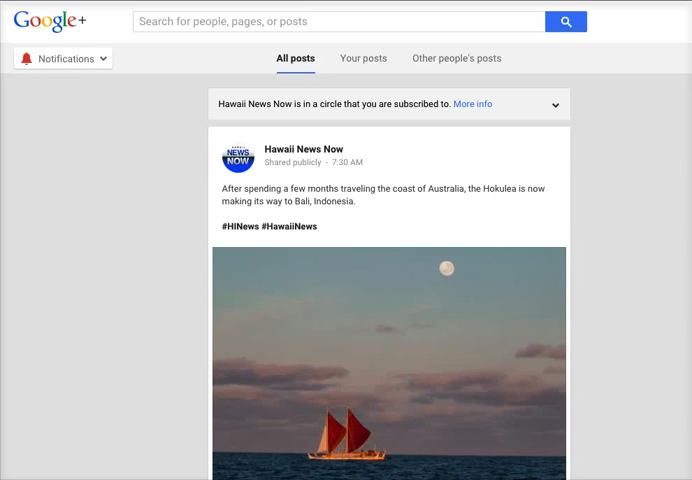 Google+
Search for people, pages, or posts
Notifications
All posts Your posts Other people's posts
Hawaii News Now is in a circle that you are subscribed to. More info
HAWAII
NEWS
NOW
Hawaii News Now
Shared publicly - 7:30 AM
After spending a few months traveling the coast of Australia, the Hokulea is now
making its way to Bali, Indonesia.
#HINews #HawaiiNews